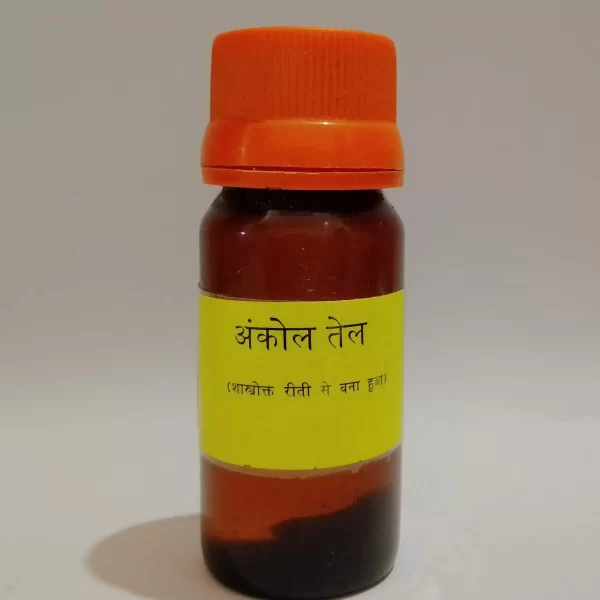 अंकोल तेल
(शास्त्रोक्त रीती से बना हुआ)